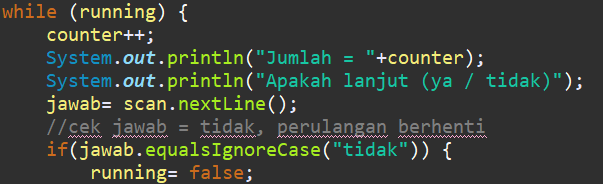 while (running) {
counter++;
System.out.println("Jumlah = "+counter);
System.out.println("Apakah lanjut (ya / tidak)");
jawab= scan.nextLine();
//cek jawab = tidak, perulangan berhenti
if(jawab.equalsIgnoreCase("tidak")) {
running= false;